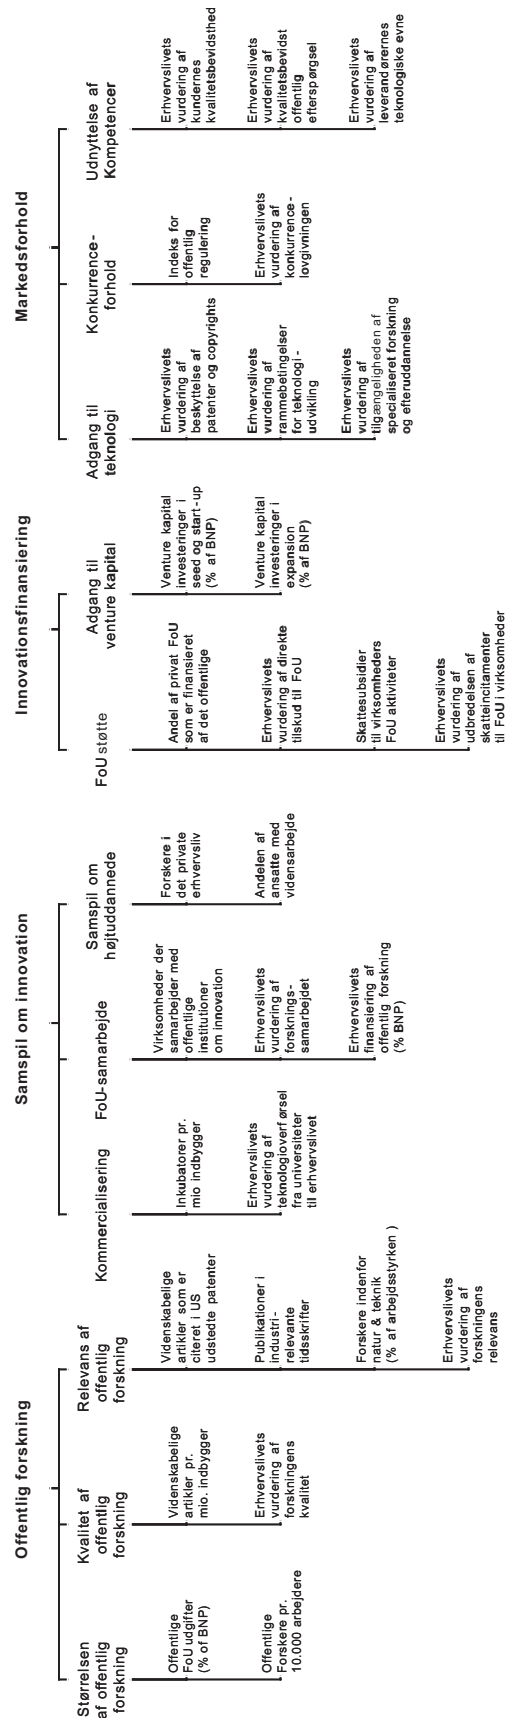 Offentlig forskning
Størrelsen
af offentlig
forskning
Offentlige
FoU udgifter
(% of BNP)
Offentlige
Forskere pr.
10.000 arbejdere
Kvalitet af
offentlig
forskning
Videnskabelige
artikler pr.
mio. indbygger
Erhvervslivets
vurdering af
forskningens
kvalitet
Relevans af
offentlig
forskning
Videnskabelige
artikler som er
citeret i US
udstedte patenter
Publikationer i
industri-
relevante
tidsskrifter
Forskere indenfor
natur & teknik
(% af arbejdsstyrken )
Erhvervslivets
vurdering af
forskningens
relevans
Samspil om innovation
Kommercialisering
Inkubatorer pr.
mio indbygger
Erhvervslivets
vurdering af
teknologioverf ørsel
fra universiteter
til erhvervslivet
FoU-samarbejde
Virksomheder der
samarbejder med
offentlige
institutioner
om innovation
Erhvervslivets
vurdering af
forsknings-
samarbejdet
Erhvervslivets
finansiering af
offentlig forskning
(% BNP)
Samspil om
højtuddannede
Forskere i
det private
erhvervsliv
Andelen af
ansatte med
vidensarbejde
Innovationsfinansiering
FoU støtte
Andel af privat FoU
som er finansieret
af det offentlige
Erhvervslivets
vurdering af direkte
tilskud til FoU
Skattesubsidier
til virksomheders
FoU aktiviteter
Erhvervslivets
vurdering af
udbredelsen af
skatteincitamenter
til FoU i virksomheder
Adgang til
venture kapital
Venture kapital
investeringer i
seed og start-up
(% af BNP)
Venture kapital
investeringer i
expansion
(% af BNP)
Markedsforhold
Adgang til
teknologi
Erhvervslivets
vurdering af
beskyttelse af
patenter og copyrights
Erhvervslivets
vurdering af
rammebetingelser
for teknologi-
udvikling
Erhvervslivets
vurdering af
tilgængeligheden af
specialiseret forskning
og efteruddannelse
Konkurrence-
forhold
Indeks for
offentlig
regulering
Erhvervslivets
vurdering af
konkurrence-
lovgivningen
Udnyttelse af
Kompetencer
Erhvervslivets
vurdering af
kundernes
kvalitetsbevidsthed
Erhvervslivets
vurdering af
kvalitetsbevidst
offentlig
efterspørgsel
Erhvervslivets
vurdering af
leverandørernes
teknologiske evne